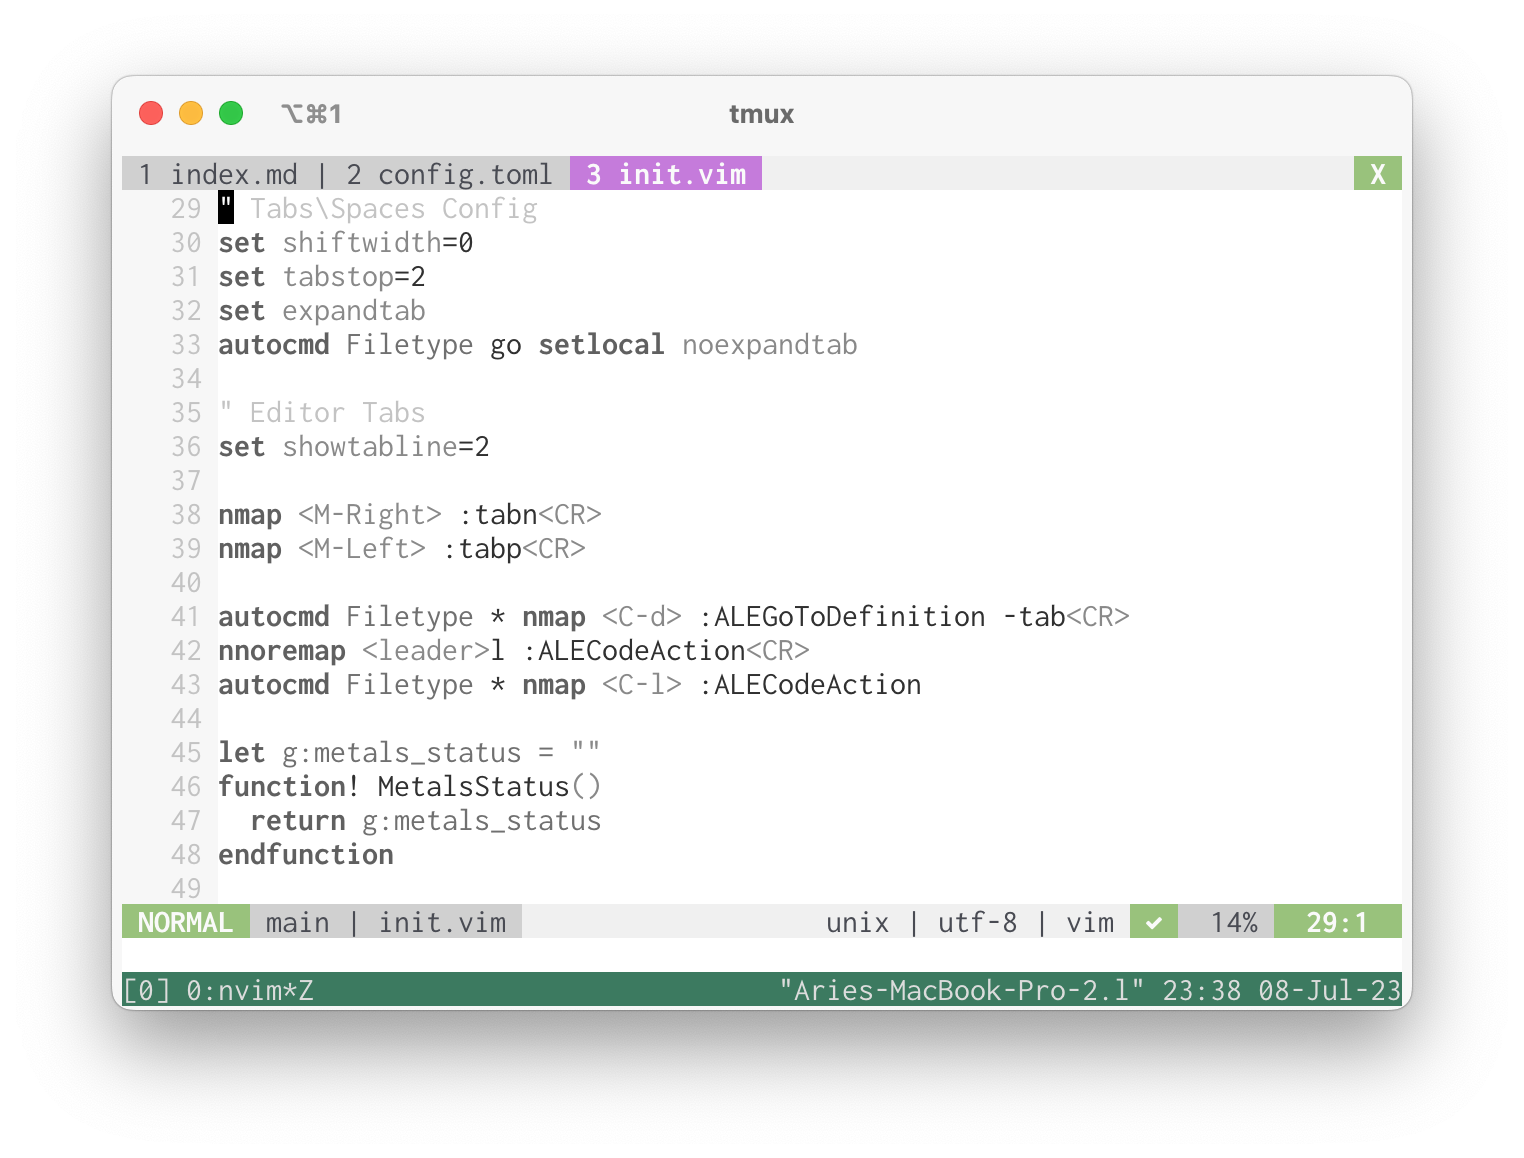 ⌥⌘1 tmux
1 index.md | 2 config.toml 3 init.vim X
29 " Tabs\Spaces Config
30 set shiftwidth=0
31 set tabstop=2
32 set expandtab
33 autocmd Filetype go setlocal noexpandtab
34
35 " Editor Tabs
36 set showtabline=2
37
38 nmap <M-Right> :tabn<CR>
39 nmap <M-Left> :tabp<CR>
40
41 autocmd Filetype * nmap <C-d> :ALEGoToDefinition -tab<CR>
42 nnoremap <leader>l :ALECodeAction<CR>
43 autocmd Filetype * nmap <C-l> :ALECodeAction
44
45 let g:metals_status = ""
46 function! MetalsStatus()
47   return g:metals_status
48 endfunction
49
NORMAL main | init.vim unix | utf-8 | vim ✓ 14% 29:1
[0] 0:nvim*Z "Aries-MacBook-Pro-2.l" 23:38 08-Jul-23